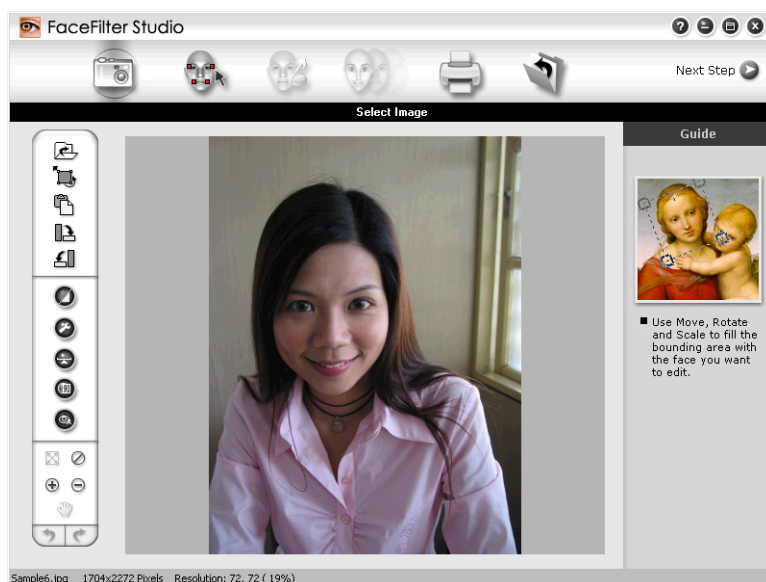 FaceFilter Studio
Next Step
Select Image
Guide
Use Move, Rotate
and Scale to fill the
bounding area with
the face you want
to edit.
Sample6.jpg 1704x2272 Pixels Resolution: 72, 72 ( 19%)